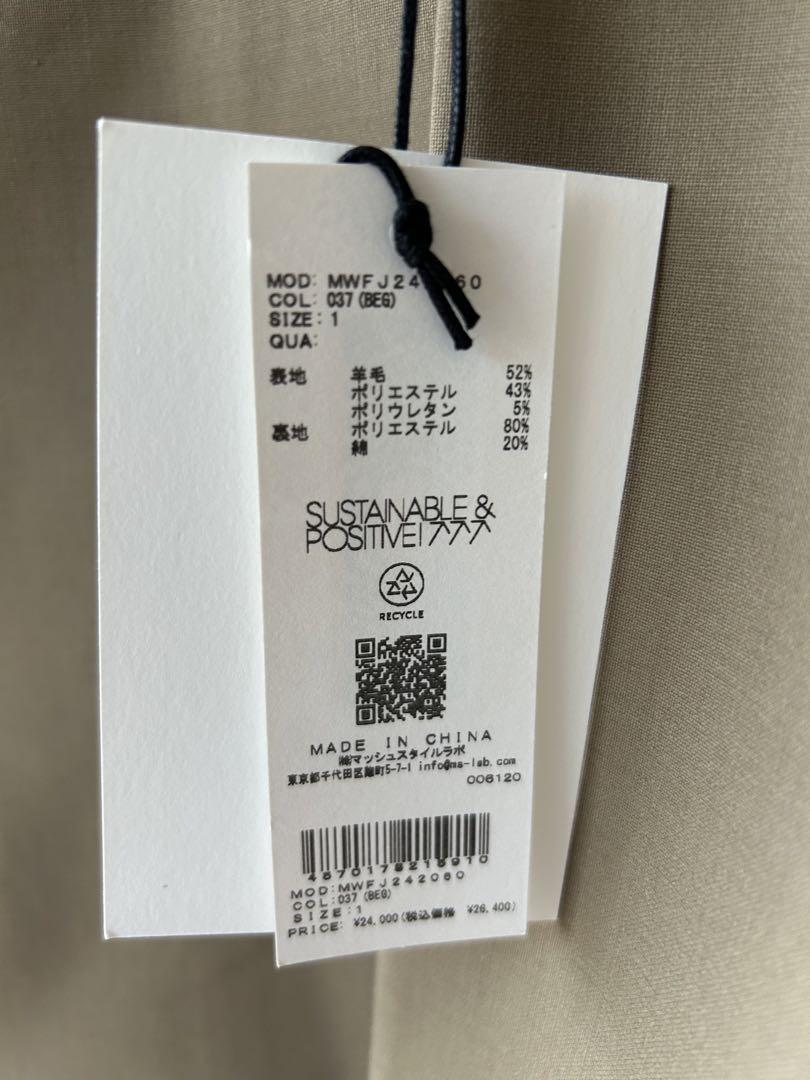 MOD: MWFJ242060
COL: 037 (BEG)
SIZE: 1
QUA:
表地 羊毛 52%
ポリエステル 43%
ポリウレタン 5%
裏地 ポリエステル 80%
綿 20%
SUSTAINABLE &
POSITIVE!
RECYCLE
MADE IN CHINA
㈱マッシュスタイルラボ
東京都千代田区麹町5-7-1 info@ms-lab.com
006120
MOD:MWFJ242060
COL:037 (BEG)
SIZE:1
PRICE: ¥24,000(税込価格 ¥26,400)